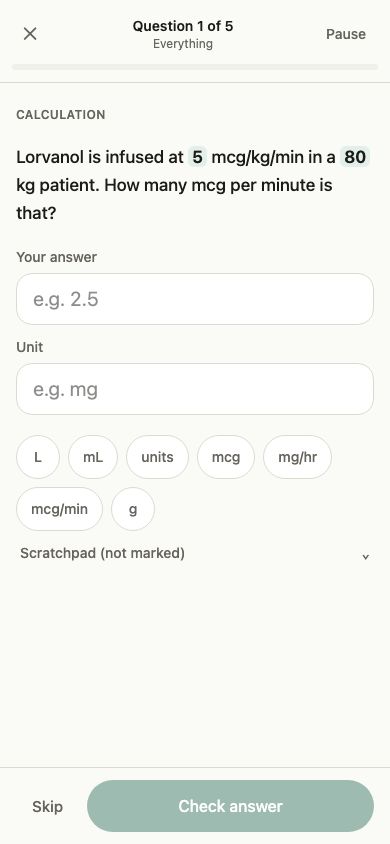 Question 1 of 5
Everything
Pause
CALCULATION
Lorvanol is infused at 5 mcg/kg/min in a 80
kg patient. How many mcg per minute is
that?
Your answer
e.g. 2.5
Unit
e.g. mg
L
mL
units
mcg
mg/hr
mcg/min
g
Scratchpad (not marked)
Skip
Check answer